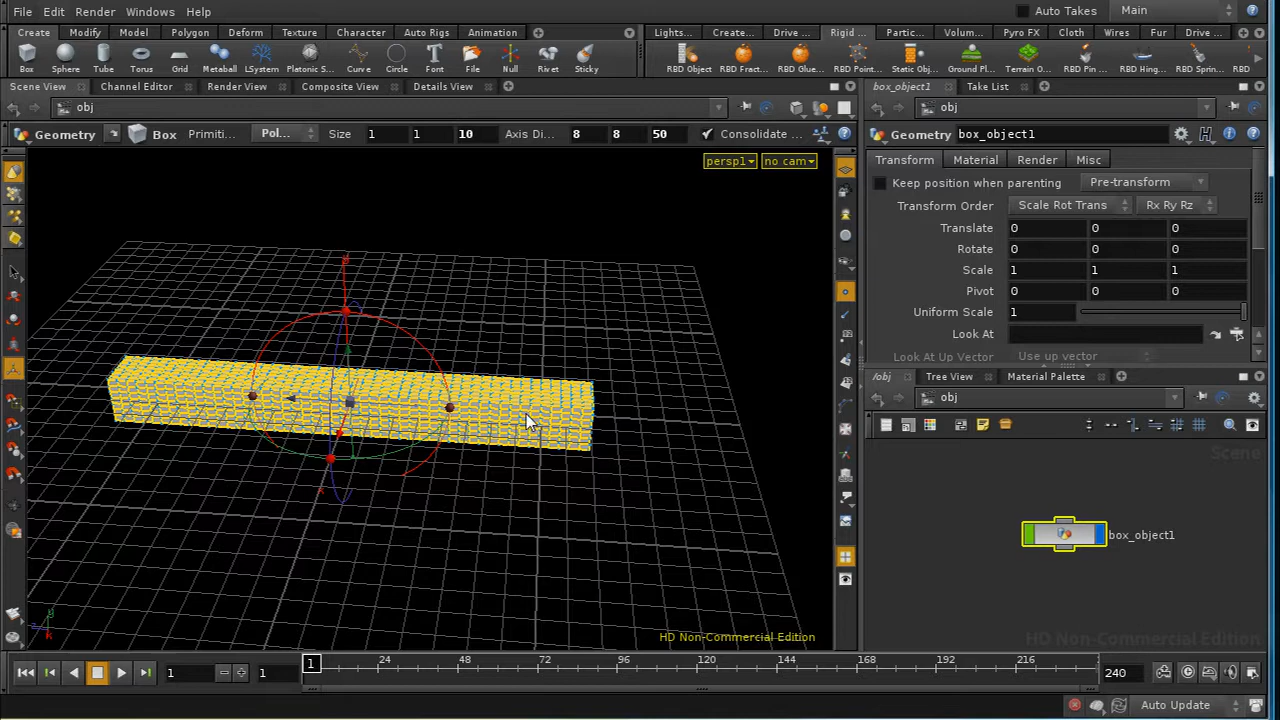 File Edit Render Windows Help Auto Takes Main
Create Modify Model Polygon Deform Texture Character Auto Rigs Animation Lights... Create... Drive ... Rigid ... Partic... Volum... Pyro FX Cloth Wires Fur Drive ...
Box Sphere Tube Torus Grid Metaball LSystem Platonic S... Curve Circle Font File Null Rivet Sticky RBD Object RBD Fract... RBD Glue... RBD Point... Static Obj... Ground Pl... Terrain O... RBD Pin ... RBD Hing... RBD Sprin... RBD
Scene View Channel Editor Render View Composite View Details View box_object1 Take List
obj obj
Geometry Box Primiti... Pol... Size 1 1 10 Axis Di... 8 8 50 Consolidate ... Geometry box_object1
persp1 no cam
Transform Material Render Misc
Keep position when parenting Pre-transform
Transform Order Scale Rot Trans Rx Ry Rz
Translate 0 0 0
Rotate 0 0 0
Scale 1 1 1
Pivot 0 0 0
Uniform Scale 1
Look At
Look At Up Vector Use up vector
/obj Tree View Material Palette
obj
Scene
box_object1
HD Non-Commercial Edition HD Non-Commercial Edition
1 1 1 24 48 72 96 120 144 168 192 216 240
Auto Update